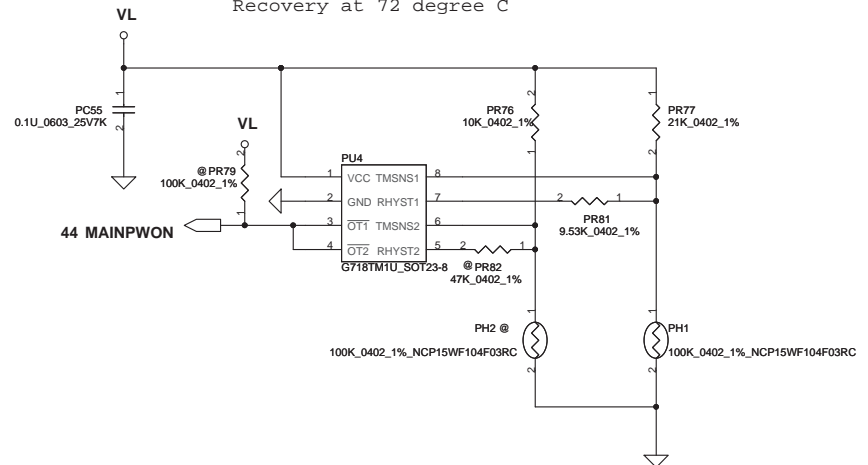 Recovery at 72 degree C
VL
1
PC55
0.1U_0603_25V7K
2
VL
2
@ PR79
100K_0402_1%
1
44 MAINPWON
PU4
1 VCC TMSNS1 8
2 GND RHYST1 7
3 OT1 TMSNS2 6
4 OT2 RHYST2 5
G718TM1U_SOT23-8
2
PR76
10K_0402_1%
1
1
PR77
21K_0402_1%
2
2 1
PR81
9.53K_0402_1%
2 1
@ PR82
47K_0402_1%
1
PH2 @
100K_0402_1%_NCP15WF104F03RC
2
1
PH1
100K_0402_1%_NCP15WF104F03RC
2